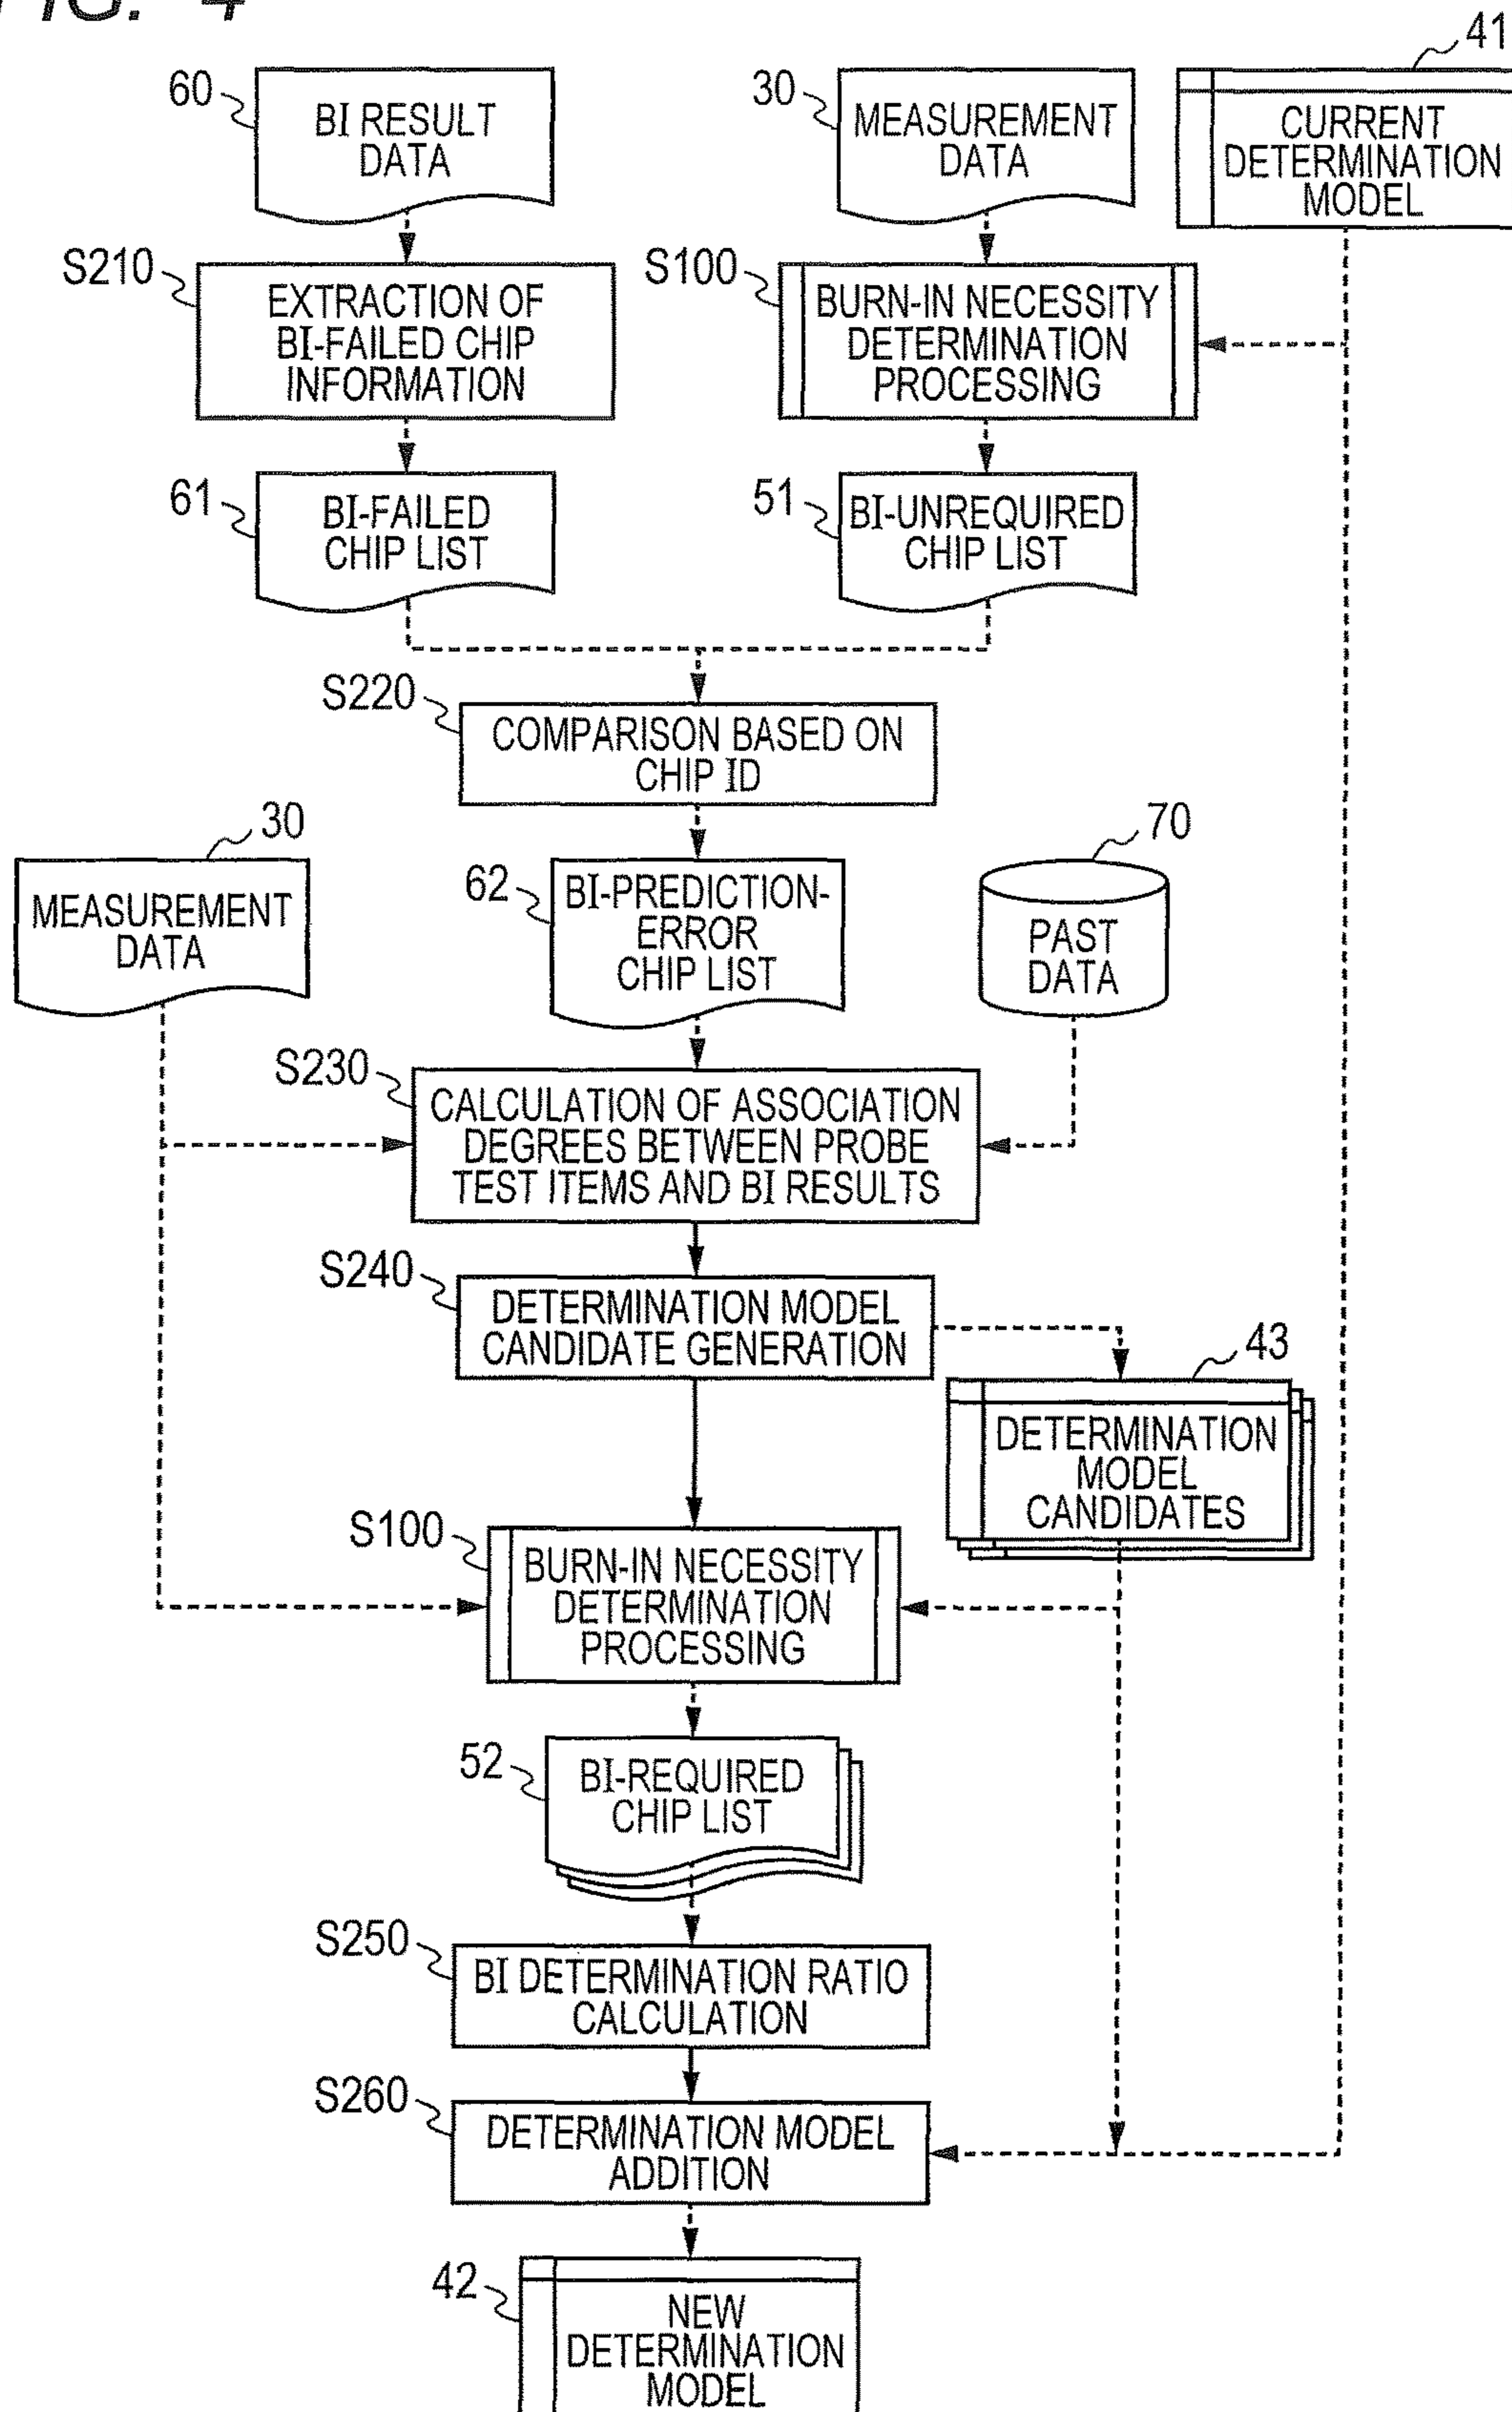 FIG. 4
41
60
BI RESULT
DATA
30
MEASUREMENT
DATA
CURRENT
DETERMINATION
MODEL
S210
EXTRACTION OF
BI-FAILED CHIP
INFORMATION
S100
BURN-IN NECESSITY
DETERMINATION
PROCESSING
61
BI-FAILED
CHIP LIST
51
BI-UNREQUIRED
CHIP LIST
S220
COMPARISON BASED ON
CHIP ID
30
MEASUREMENT
DATA
62
BI-PREDICTION-
ERROR
CHIP LIST
70
PAST
DATA
S230
CALCULATION OF ASSOCIATION
DEGREES BETWEEN PROBE
TEST ITEMS AND BI RESULTS
S240
DETERMINATION MODEL
CANDIDATE GENERATION
43
DETERMINATION
MODEL
CANDIDATES
S100
BURN-IN NECESSITY
DETERMINATION
PROCESSING
52
BI-REQUIRED
CHIP LIST
S250
BI DETERMINATION RATIO
CALCULATION
S260
DETERMINATION MODEL
ADDITION
42
NEW
DETERMINATION
MODEL